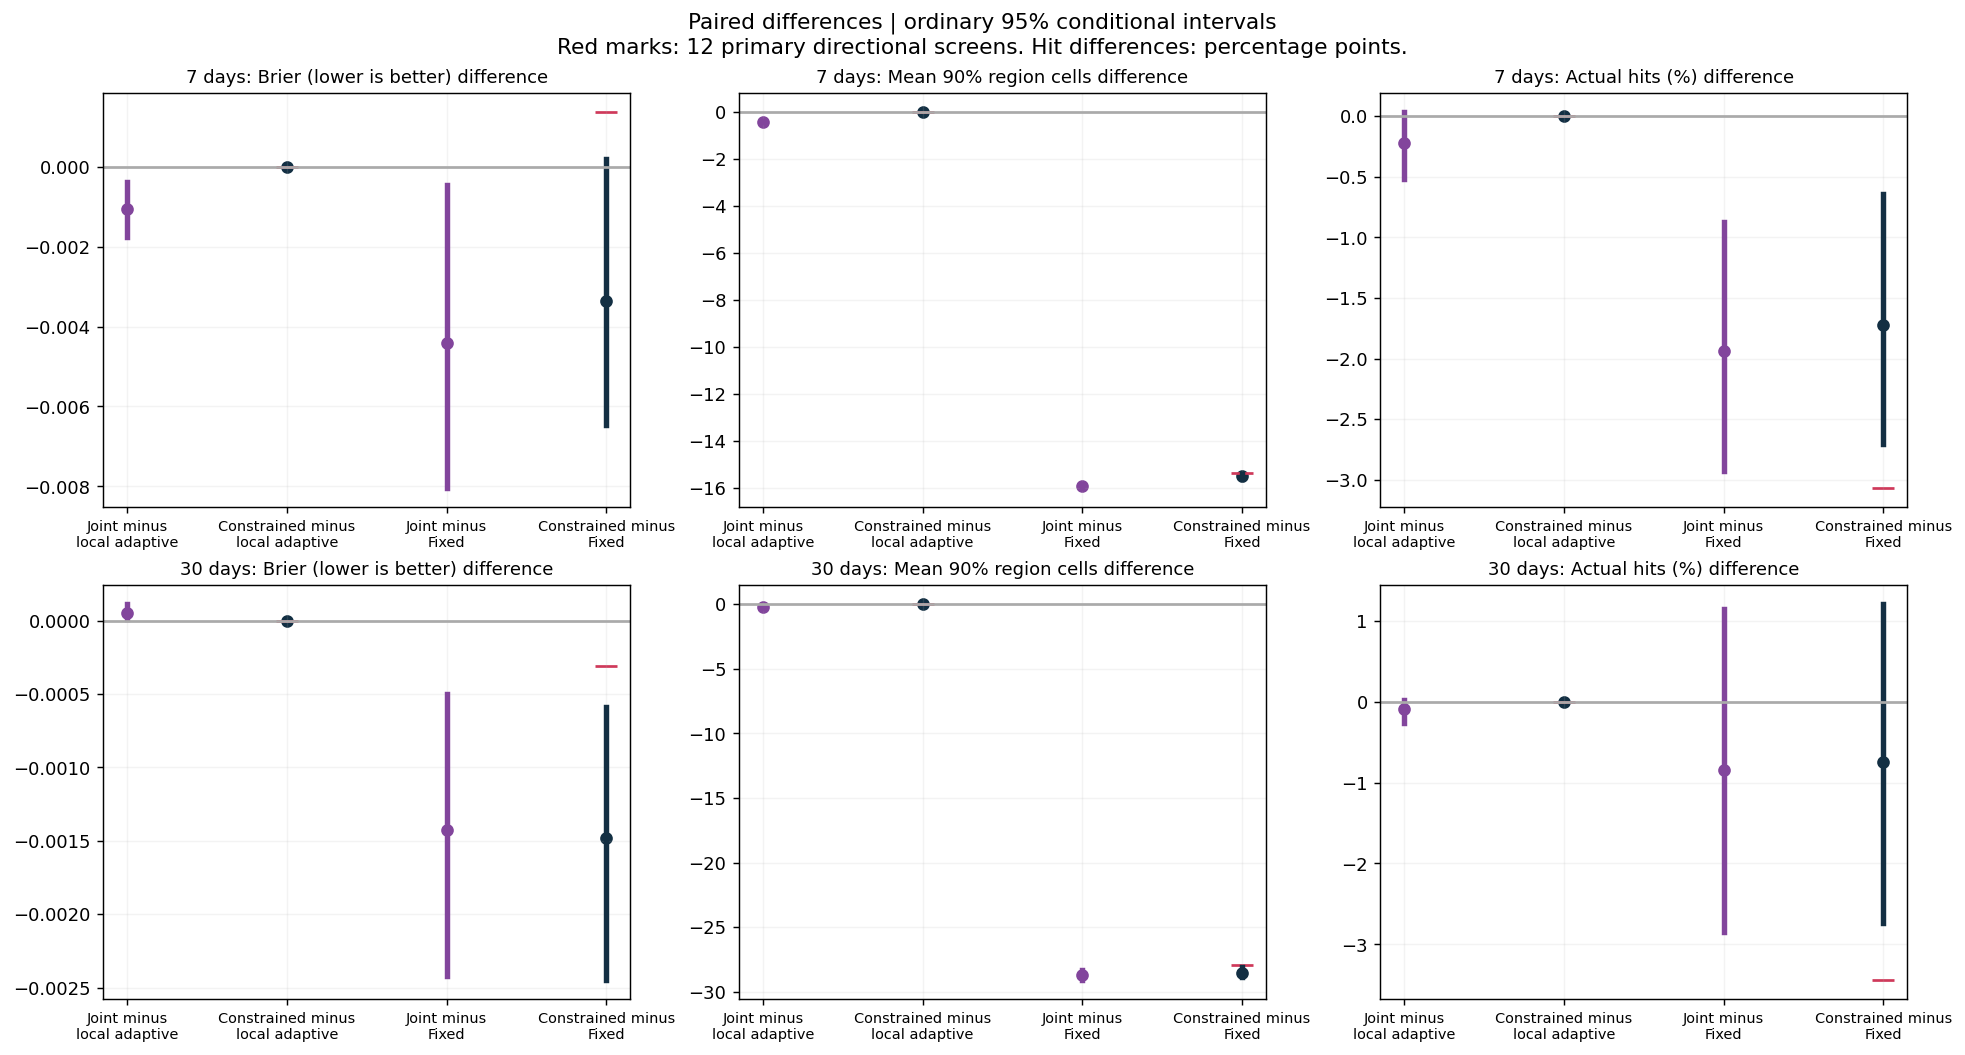 Paired differences | ordinary 95% conditional intervals
Red marks: 12 primary directional screens. Hit differences: percentage points.
7 days: Brier (lower is better) difference
0.000
−0.002
−0.004
−0.006
−0.008
Joint minus
local adaptive
Constrained minus
local adaptive
Joint minus
Fixed
Constrained minus
Fixed
7 days: Mean 90% region cells difference
0
−2
−4
−6
−8
−10
−12
−14
−16
Joint minus
local adaptive
Constrained minus
local adaptive
Joint minus
Fixed
Constrained minus
Fixed
7 days: Actual hits (%) difference
0.0
−0.5
−1.0
−1.5
−2.0
−2.5
−3.0
Joint minus
local adaptive
Constrained minus
local adaptive
Joint minus
Fixed
Constrained minus
Fixed
30 days: Brier (lower is better) difference
0.0000
−0.0005
−0.0010
−0.0015
−0.0020
−0.0025
Joint minus
local adaptive
Constrained minus
local adaptive
Joint minus
Fixed
Constrained minus
Fixed
30 days: Mean 90% region cells difference
0
−5
−10
−15
−20
−25
−30
Joint minus
local adaptive
Constrained minus
local adaptive
Joint minus
Fixed
Constrained minus
Fixed
30 days: Actual hits (%) difference
1
0
−1
−2
−3
Joint minus
local adaptive
Constrained minus
local adaptive
Joint minus
Fixed
Constrained minus
Fixed